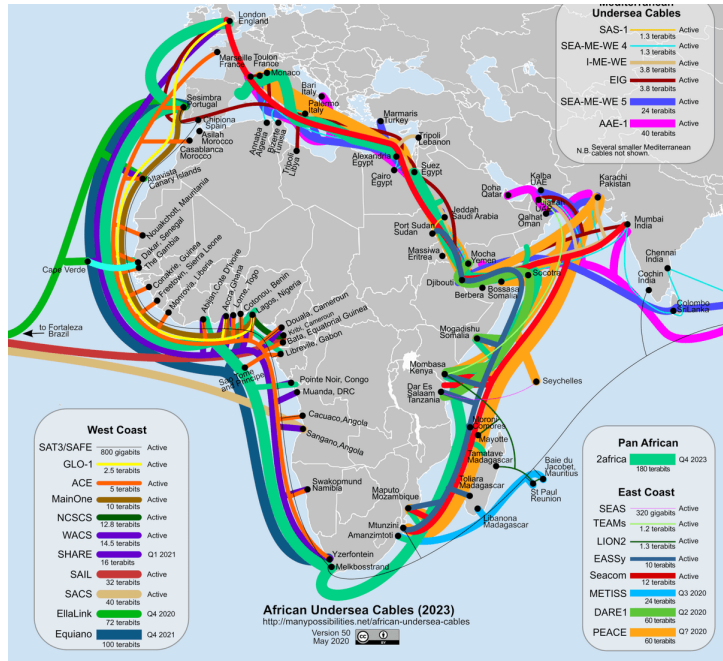 London
England
Marseille
France
Toulon
France
Monaco
Bari
Italy
Palermo
Italy
Sesimbra
Portugal
Chipiona
Spain
Asilah
Morocco
Casablanca
Morocco
Annaba
Algeria
Bizerte
Tunisia
Tripoli
Libya
Marmaris
Turkey
Tripoli
Lebanon
Alexandria
Egypt
Cairo
Egypt
Suez
Egypt
Altavista
Canary Islands
Jeddah
Saudi Arabia
Doha
Qatar
Kalba
UAE
Qalhat
Oman
Karachi
Pakistan
Mumbai
India
Chennai
India
Cochin
India
Colombo
Sri Lanka
Port Sudan
Sudan
Massiwa
Eritrea
Mocha
Yemen
Djibouti
Berbera
Bossaso
Somalia
Socotra
Mogadishu
Somalia
Mombasa
Kenya
Dar Es
Salaam
Tanzania
Seychelles
Moroni
Comores
Mayotte
Tamatave
Madagascar
Toliara
Madagascar
Libanona
Madagascar
Baie du
Jacobet,
Mauritius
St Paul
Reunion
Maputo
Mozambique
Mtunzini
Amanzimtoti
Yzerfontein
Melkbosstrand
Swakopmund
Namibia
Sangano, Angola
Cacuaco, Angola
Muanda, DRC
Pointe Noir, Congo
Sao Tome
and Principe
Libreville, Gabon
Bata, Equatorial Guinea
Kribi, Cameroon
Douala, Cameroon
Lagos, Nigeria
Cotonou, Benin
Lome, Togo
Accra, Ghana
Abijan, Cote D'Ivoire
Monrovia, Liberia
Freetown, Sierra Leone
Conakrie, Guinea
The Gambia
Dakar, Senegal
Nouakchott, Mauritania
Cape Verde
to Fortaleza
Brazil
Mediterranean
Undersea Cables
SAS-1 Active
1.3 terabits
SEA-ME-WE 4 Active
1.3 terabits
I-ME-WE Active
3.8 terabits
EIG Active
3.8 terabits
SEA-ME-WE 5 Active
24 terabits
AAE-1 Active
40 terabits
N.B Several smaller Mediterranean
cables not shown.
West Coast
SAT3/SAFE Active
800 gigabits
GLO-1 Active
2.5 terabits
ACE Active
5 terabits
MainOne Active
10 terabits
NCSCS Active
12.8 terabits
WACS Active
14.5 terabits
SHARE Q1 2021
16 terabits
SAIL Active
32 terabits
SACS Active
40 terabits
EllaLink Q4 2020
72 terabits
Equiano Q4 2021
100 terabits
Pan African
2africa Q4 2023
180 terabits
East Coast
SEAS Active
320 gigabits
TEAMs Active
1.2 terabits
LION2 Active
1.3 terabits
EASSy Active
10 terabits
Seacom Active
12 terabits
METISS Q3 2020
24 terabits
DARE1 Q2 2020
60 terabits
PEACE Q? 2020
60 terabits
African Undersea Cables (2023)
http://manypossibilities.net/african-undersea-cables
Version 50
May 2020
cc
BY